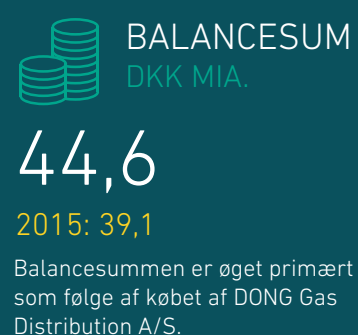 BALANCESUM
DKK MIA.
44,6
2015: 39,1
Balancesummen er øget primært
som følge af købet af DONG Gas
Distribution A/S.